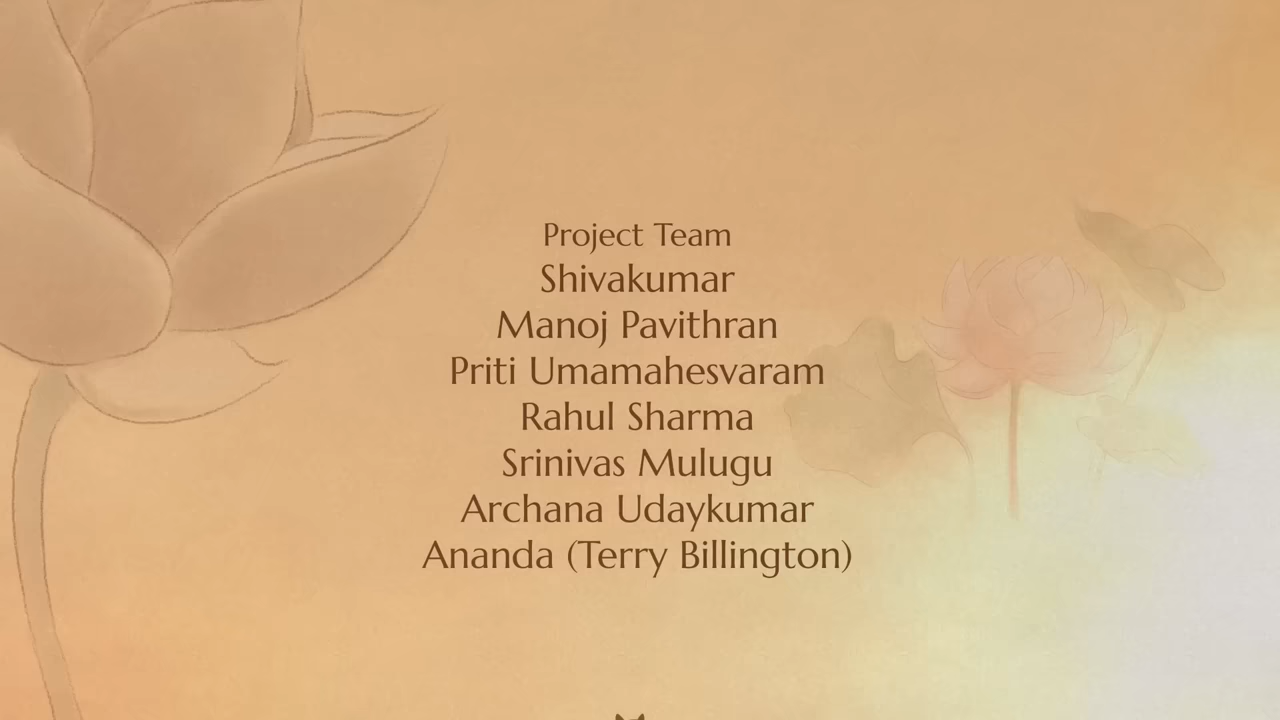 Project Team
Shivakumar
Manoj Pavithran
Priti Umamahesvaram
Rahul Sharma
Srinivas Mulugu
Archana Udaykumar
Ananda (Terry Billington)